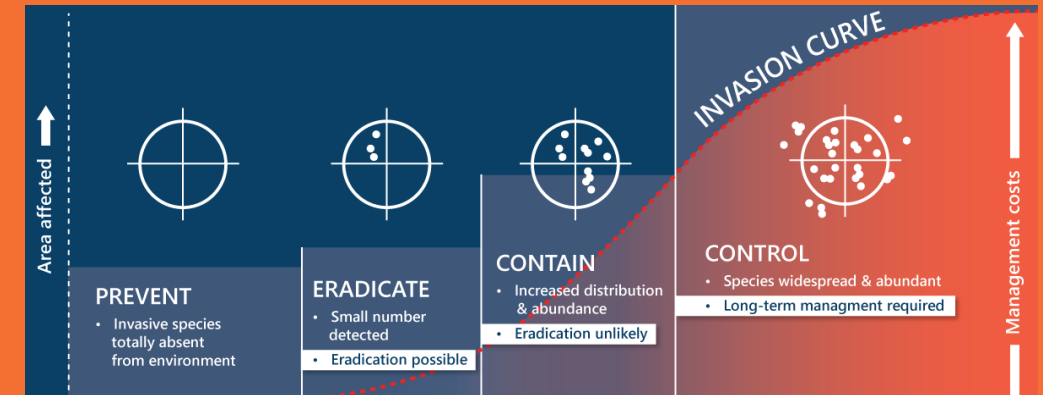 Area affected
PREVENT
• Invasive species
totally absent
from environment
ERADICATE
• Small number
detected
• Eradication possible
CONTAIN
• Increased distribution
& abundance
• Eradication unlikely
INVASION CURVE
CONTROL
• Species widespread & abundant
• Long-term managment required
Management costs